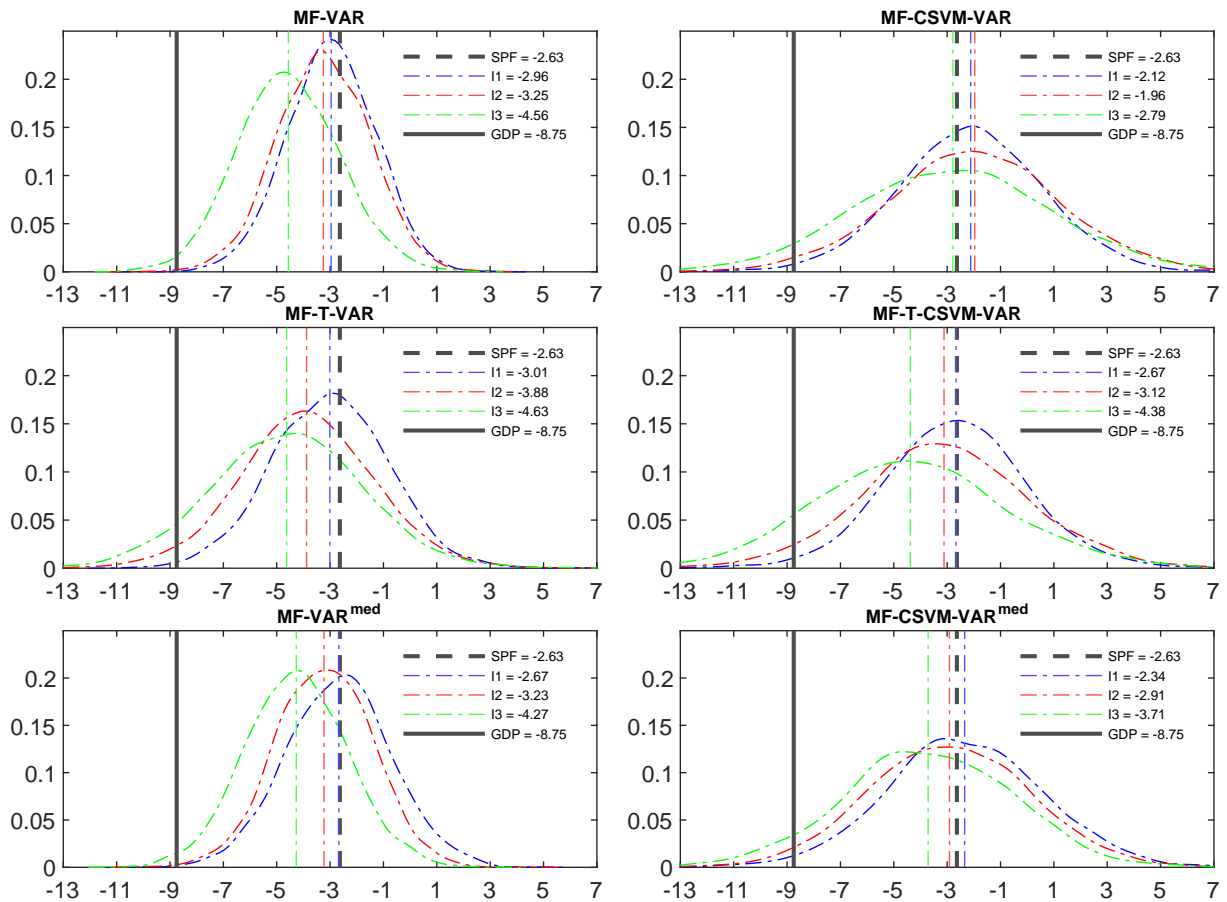 MF-VAR
0.2
0.15
0.1
0.05
0
-13 -11 -9 -7 -5 -3 -1 1 3 5 7
SPF = -2.63
I1 = -2.96
I2 = -3.25
I3 = -4.56
GDP = -8.75
MF-CSVM-VAR
0.2
0.15
0.1
0.05
0
-13 -11 -9 -7 -5 -3 -1 1 3 5 7
SPF = -2.63
I1 = -2.12
I2 = -1.96
I3 = -2.79
GDP = -8.75
MF-T-VAR
0.2
0.15
0.1
0.05
0
-13 -11 -9 -7 -5 -3 -1 1 3 5 7
SPF = -2.63
I1 = -3.01
I2 = -3.88
I3 = -4.63
GDP = -8.75
MF-T-CSVM-VAR
0.2
0.15
0.1
0.05
0
-13 -11 -9 -7 -5 -3 -1 1 3 5 7
SPF = -2.63
I1 = -2.67
I2 = -3.12
I3 = -4.38
GDP = -8.75
MF-VAR^med
0.2
0.15
0.1
0.05
0
-13 -11 -9 -7 -5 -3 -1 1 3 5 7
SPF = -2.63
I1 = -2.67
I2 = -3.23
I3 = -4.27
GDP = -8.75
MF-CSVM-VAR^med
0.2
0.15
0.1
0.05
0
-13 -11 -9 -7 -5 -3 -1 1 3 5 7
SPF = -2.63
I1 = -2.34
I2 = -2.91
I3 = -3.71
GDP = -8.75